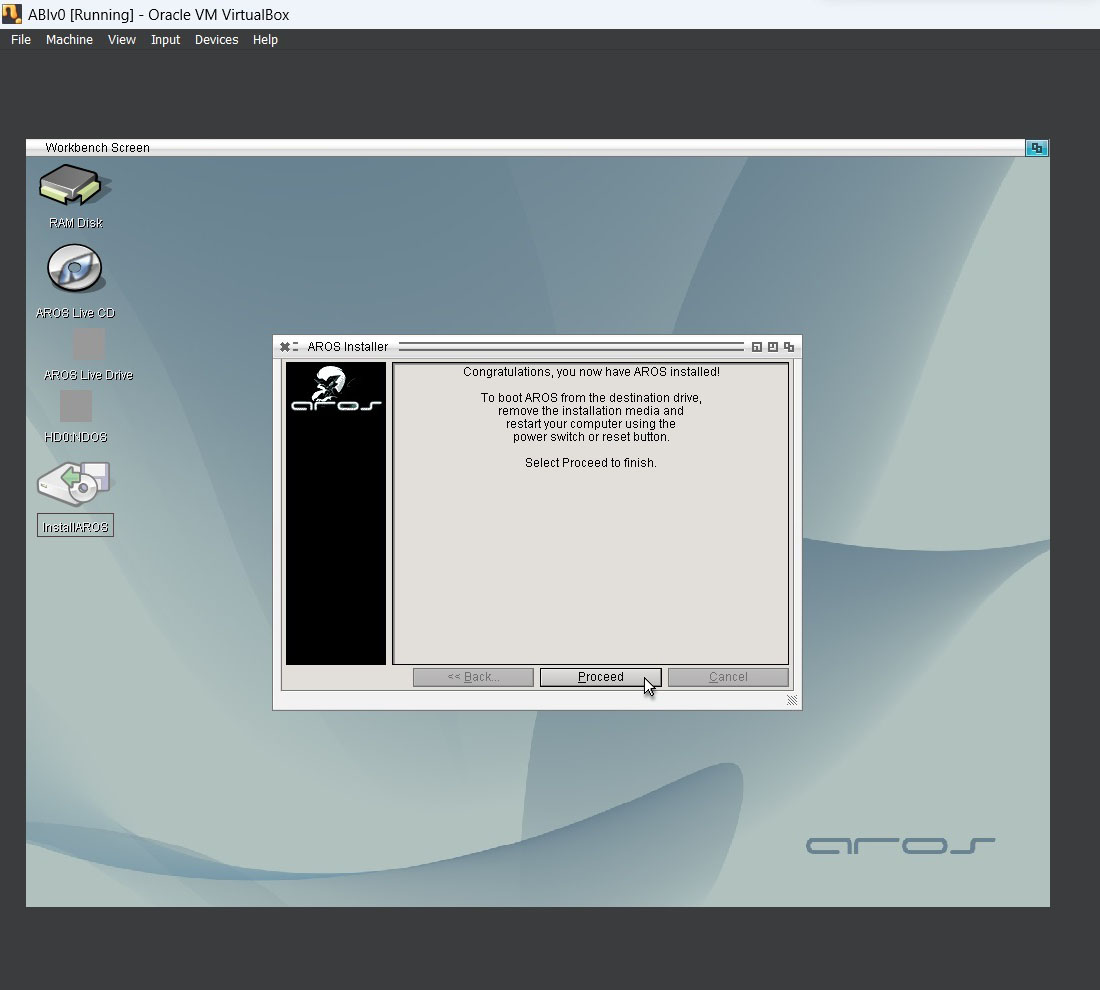 ABIv0 [Running] - Oracle VM VirtualBox
File Machine View Input Devices Help
Workbench Screen
RAM Disk
AROS Live CD
AROS Live Drive
HD0:NDOS
InstallAROS
AROS Installer
aros
Congratulations, you now have AROS installed!
To boot AROS from the destination drive,
remove the installation media and
restart your computer using the
power switch or reset button.
Select Proceed to finish.
<< Back... Proceed Cancel
aros